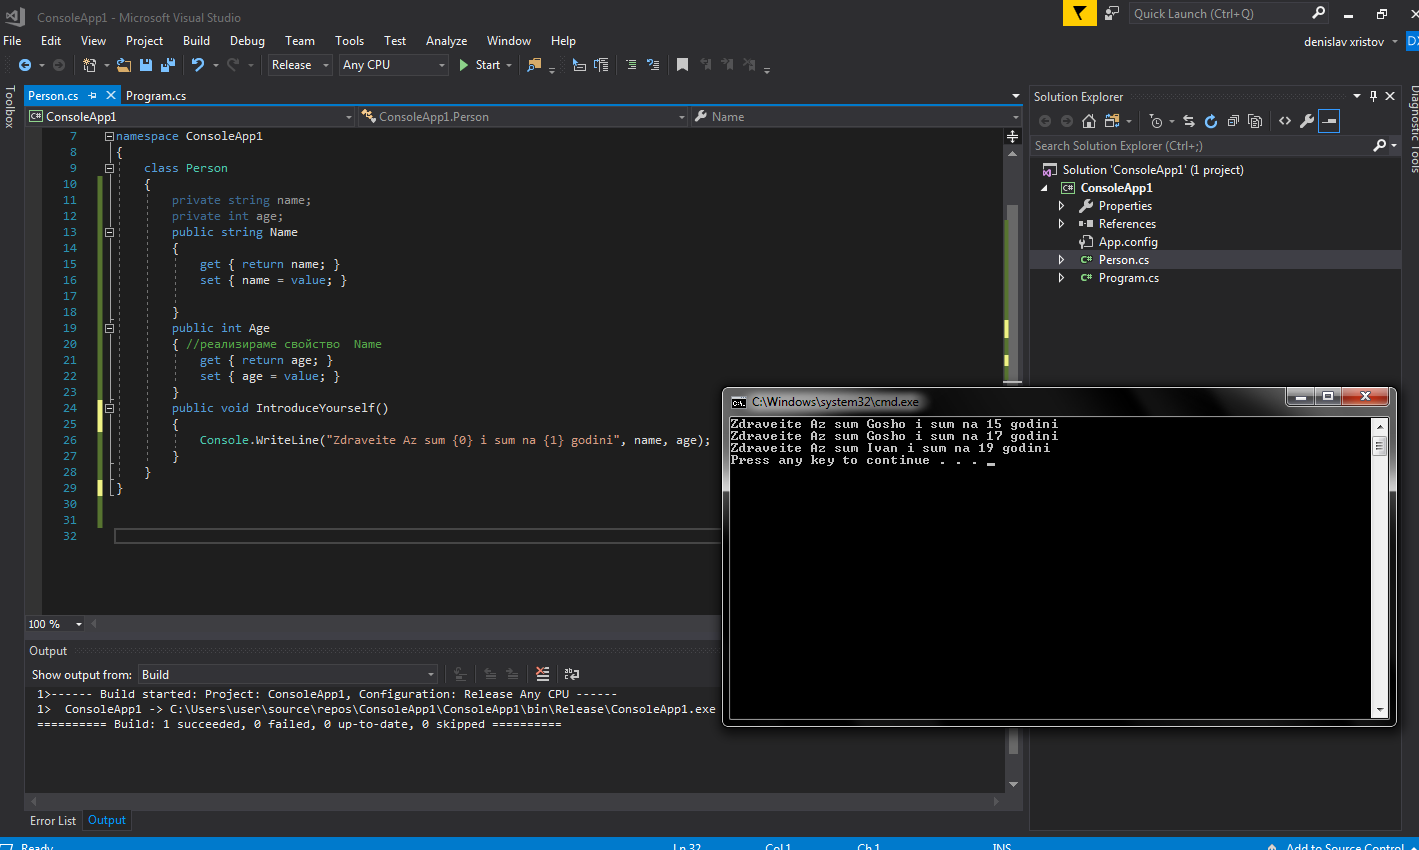 ConsoleApp1 - Microsoft Visual Studio
Quick Launch (Ctrl+Q)
File Edit View Project Build Debug Team Tools Test Analyze Window Help
denislav xristov
DX
Release Any CPU Start
Toolbox
Person.cs Program.cs
C# ConsoleApp1 ConsoleApp1.Person Name
7 namespace ConsoleApp1
8 {
9 class Person
10 {
11 private string name;
12 private int age;
13 public string Name
14 {
15 get { return name; }
16 set { name = value; }
17
18 }
19 public int Age
20 { //реализираме свойство  Name
21 get { return age; }
22 set { age = value; }
23 }
24 public void IntroduceYourself()
25 {
26 Console.WriteLine("Zdraveite Az sum {0} i sum na {1} godini", name, age);
27 }
28 }
29 }
30
31
32
100 %
Solution Explorer
Search Solution Explorer (Ctrl+;)
Solution 'ConsoleApp1' (1 project)
C# ConsoleApp1
Properties
References
App.config
C# Person.cs
C# Program.cs
Diagnostic Tools
C:\ C:\Windows\system32\cmd.exe
Zdraveite Az sum Gosho i sum na 15 godini
Zdraveite Az sum Gosho i sum na 17 godini
Zdraveite Az sum Ivan i sum na 19 godini
Press any key to continue . . .
Output
Show output from: Build
1>------ Build started: Project: ConsoleApp1, Configuration: Release Any CPU ------
1>  ConsoleApp1 -> C:\Users\user\source\repos\ConsoleApp1\ConsoleApp1\bin\Release\ConsoleApp1.exe
========== Build: 1 succeeded, 0 failed, 0 up-to-date, 0 skipped ==========
Error List Output
Ready Ln 32 Col 1 Ch 1 INS Add to Source Control